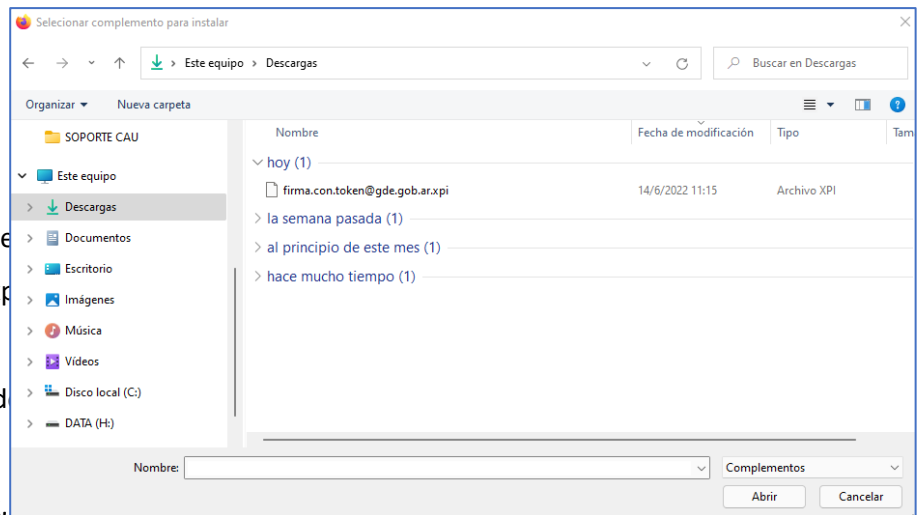 Selecionar complemento para instalar
Este equipo > Descargas
Buscar en Descargas
Organizar
Nueva carpeta
SOPORTE CAU
Este equipo
Descargas
Documentos
Escritorio
Imágenes
Música
Vídeos
Disco local (C:)
DATA (H:)
Nombre
Fecha de modificación
Tipo
Tam
hoy (1)
firma.con.token@gde.gob.ar.xpi
14/6/2022 11:15
Archivo XPI
la semana pasada (1)
al principio de este mes (1)
hace mucho tiempo (1)
Nombre:
Complementos
Abrir
Cancelar